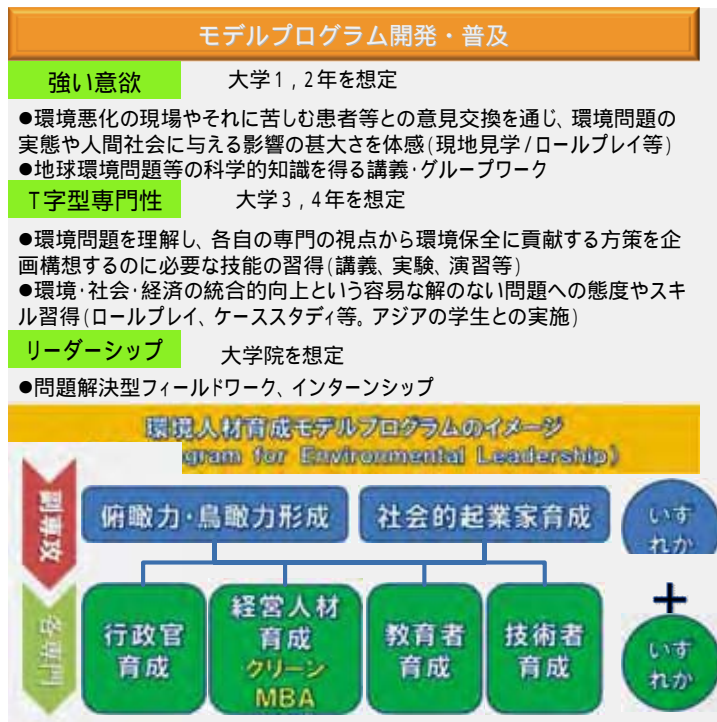 モデルプログラム開発・普及
強い意欲 大学1,2年を想定
●環境悪化の現場やそれに苦しむ患者等との意見交換を通じ、環境問題の
実態や人間社会に与える影響の甚大さを体感(現地見学/ロールプレイ等)
●地球環境問題等の科学的知識を得る講義・グループワーク
T字型専門性 大学3,4年を想定
●環境問題を理解し、各自の専門の視点から環境保全に貢献する方策を企
画構想するのに必要な技能の習得(講義、実験、演習等)
●環境・社会・経済の統合的向上という容易な解のない問題への態度やスキ
ル習得(ロールプレイ、ケーススタディ等。アジアの学生との実施)
リーダーシップ 大学院を想定
●問題解決型フィールドワーク、インターンシップ
環境人材育成モデルプログラムのイメージ
gram for Environmental Leadership)
副専攻
俯瞰力・鳥瞰力形成
社会的起業家育成
いず
れか
+
各専門
行政官
育成
経営人材
育成
クリーン
MBA
教育者
育成
技術者
育成
いず
れか